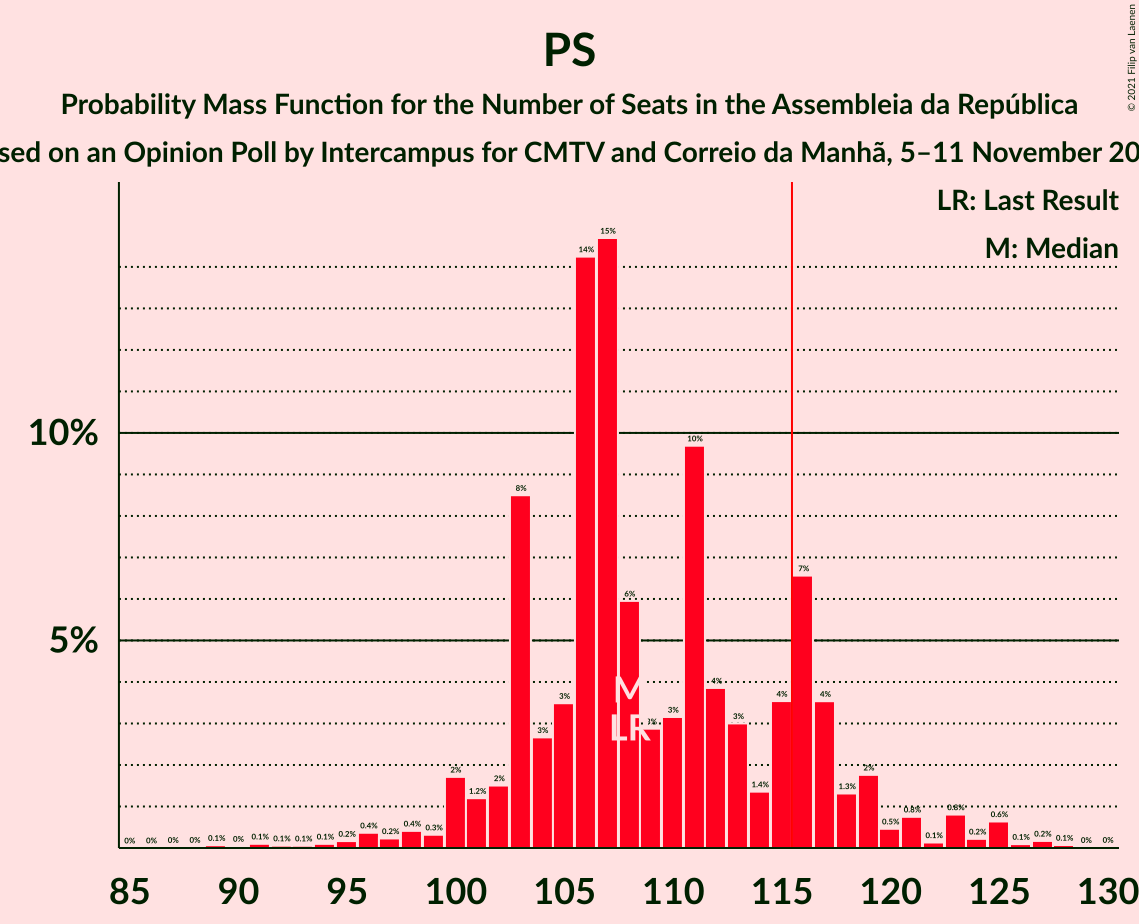 PS
Probability Mass Function for the Number of Seats in the Assembleia da República
sed on an Opinion Poll by Intercampus for CMTV and Correio da Manhã, 5–11 November 20
© 2021 Filip van Laenen
LR: Last Result
M: Median
10%
5%
0% 0% 0% 0% 0.1% 0% 0.1% 0.1% 0.1% 0.1% 0.2% 0.4% 0.2% 0.4% 0.3% 2% 1.2% 2% 8% 3% 3% 14% 15% 6% 3% 3% 10% 4% 3% 1.4% 4% 7% 4% 1.3% 2% 0.5% 0.8% 0.1% 0.8% 0.2% 0.6% 0.1% 0.2% 0.1% 0% 0%
M
LR
85 90 95 100 105 110 115 120 125 130